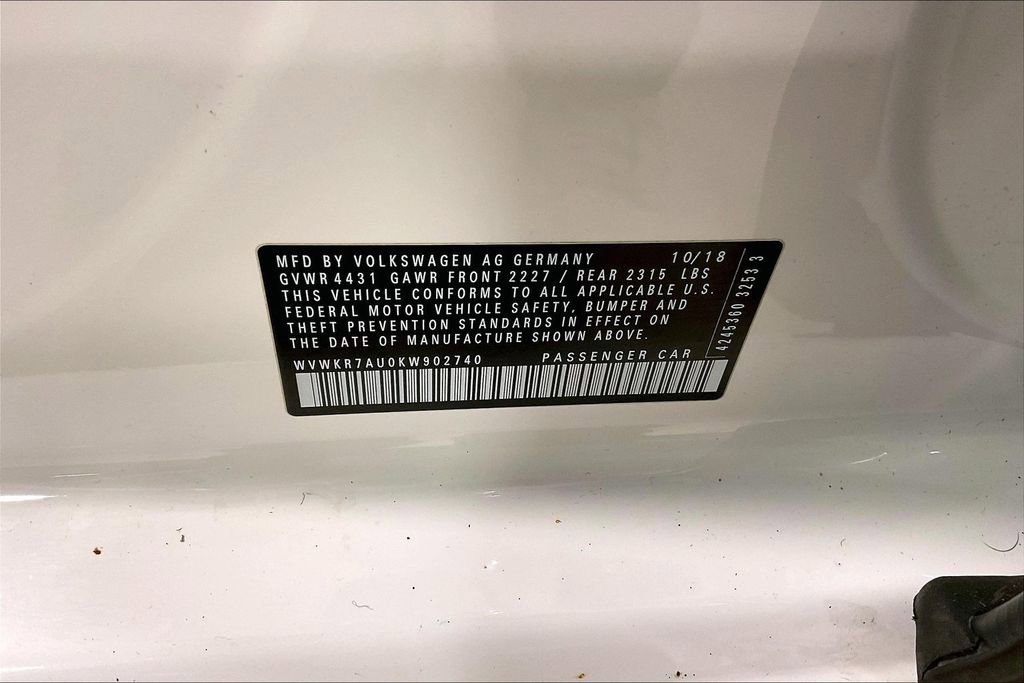 MFD BY VOLKSWAGEN AG GERMANY 10/18
GVWR 4431 GAWR FRONT 2227 / REAR 2315 LBS
THIS VEHICLE CONFORMS TO ALL APPLICABLE U.S.
FEDERAL MOTOR VEHICLE SAFETY, BUMPER AND
THEFT PREVENTION STANDARDS IN EFFECT ON
THE DATE OF MANUFACTURE SHOWN ABOVE.
WVWKR7AU0KW902740 PASSENGER CAR
4245360 3253 3